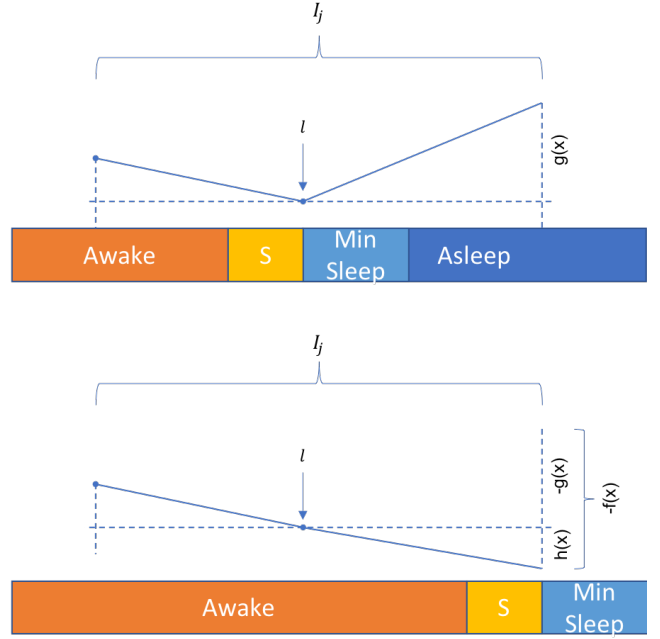 I_j
l
g(x)
Awake
S
Min
Sleep
Asleep
I_j
l
-g(x)
h(x)
-f(x)
Awake
S
Min
Sleep